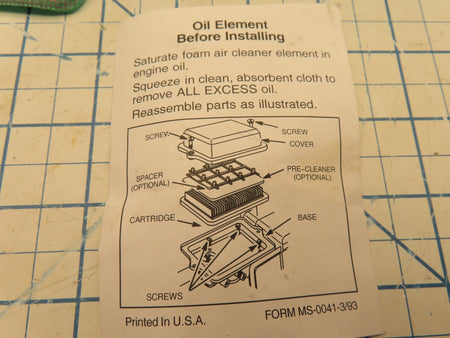 Oil Element
Before Installing
Saturate foam air cleaner element in
engine oil.
Squeeze in clean, absorbent cloth to
remove ALL EXCESS oil.
Reassemble parts as illustrated.
SCREW
SCREW
COVER
SPACER
(OPTIONAL)
PRE-CLEANER
(OPTIONAL)
CARTRIDGE
BASE
SCREWS
Printed In U.S.A.
FORM MS-0041-3/93